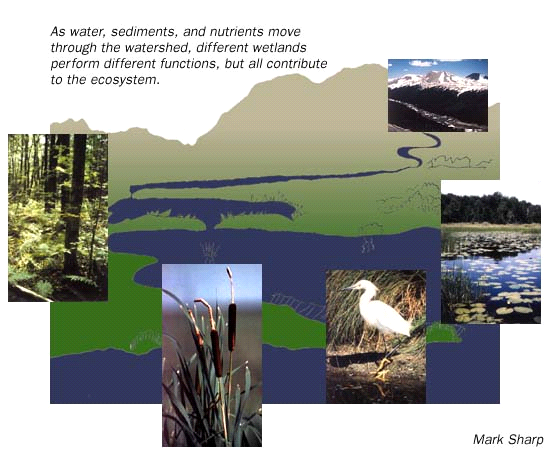 As water, sediments, and nutrients move
through the watershed, different wetlands
perform different functions, but all contribute
to the ecosystem.
Mark Sharp